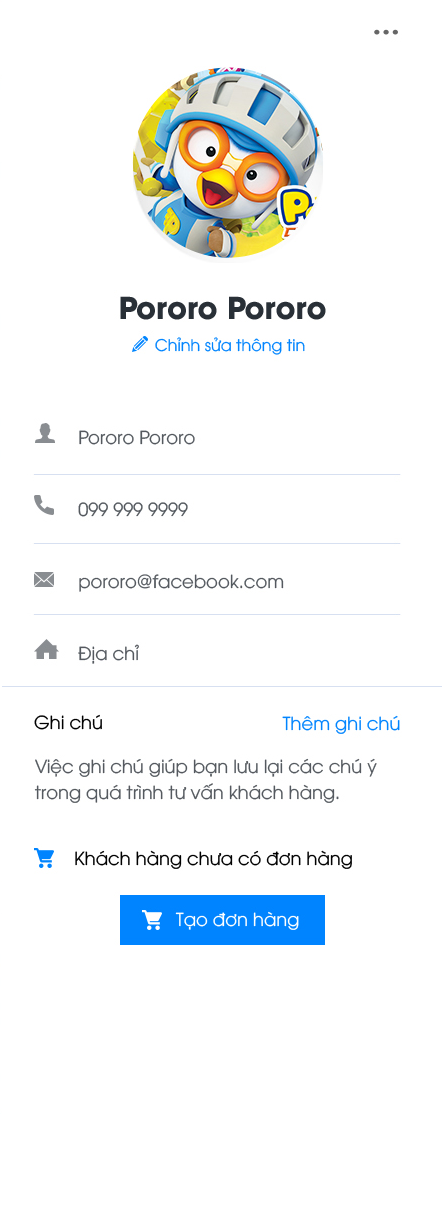 Pororo Pororo
Chỉnh sửa thông tin
Pororo Pororo
099 999 9999
pororo@facebook.com
Địa chỉ
Ghi chú
Thêm ghi chú
Việc ghi chú giúp bạn lưu lại các chú ý
trong quá trình tư vấn khách hàng.
Khách hàng chưa có đơn hàng
Tạo đơn hàng